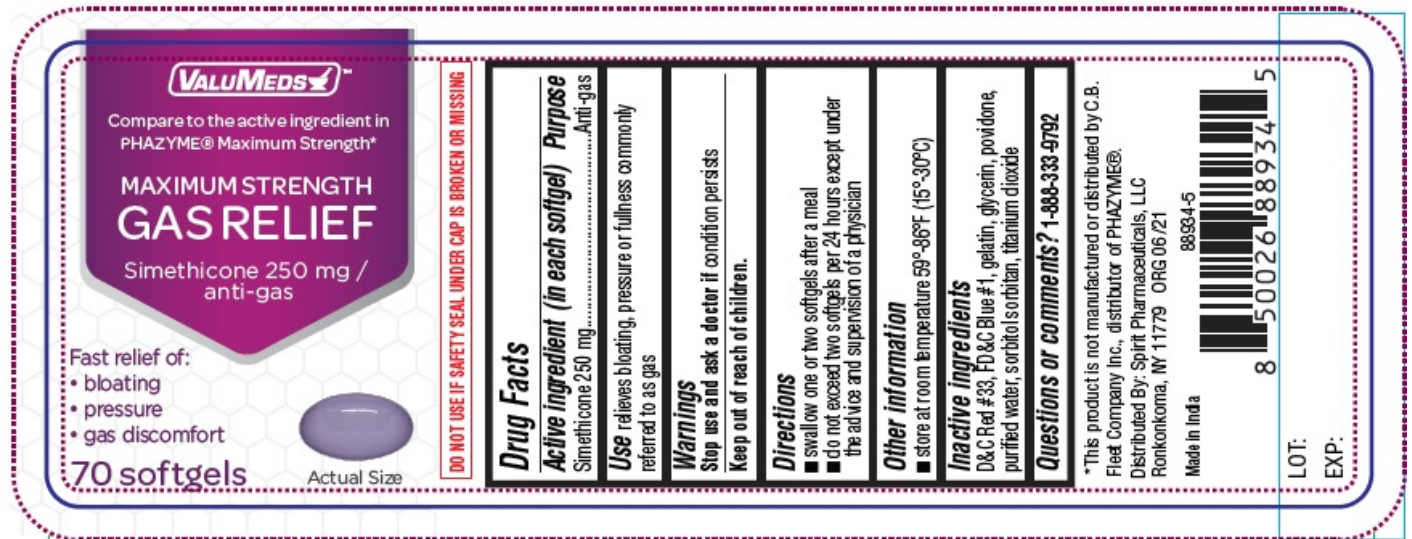 VALUMEDS™
Compare to the active ingredient in
PHAZYME® Maximum Strength*
MAXIMUM STRENGTH
GAS RELIEF
Simethicone 250 mg /
anti-gas
Fast relief of:
• bloating
• pressure
• gas discomfort
70 softgels
Actual Size
DO NOT USE IF SAFETY SEAL UNDER CAP IS BROKEN OR MISSING
Drug Facts
Active ingredient (in each softgel) Purpose
Simethicone 250 mg..............................Anti-gas
Use relieves bloating, pressure or fullness commonly
referred to as gas
Warnings
Stop use and ask a doctor if condition persists
Keep out of reach of children.
Directions
■ swallow one or two softgels after a meal
■ do not exceed two softgels per 24 hours except under
the advice and supervision of a physician
Other information
■ store at room temperature 59°-86°F (15°-30°C)
Inactive ingredients
D&C Red #33, FD&C Blue #1, gelatin, glycerin, povidone,
purified water, sorbitol sorbitan, titanium dioxide
Questions or comments? 1-888-333-9792
*This product is not manufactured or distributed by C.B.
Fleet Company Inc., distributor of PHAZYME®.
Distributed By: Spirit Pharmaceuticals, LLC
Ronkonkoma, NY 11779 ORG 06/21
Made in India
88934-5
8 50026 88934 5
LOT:
EXP: